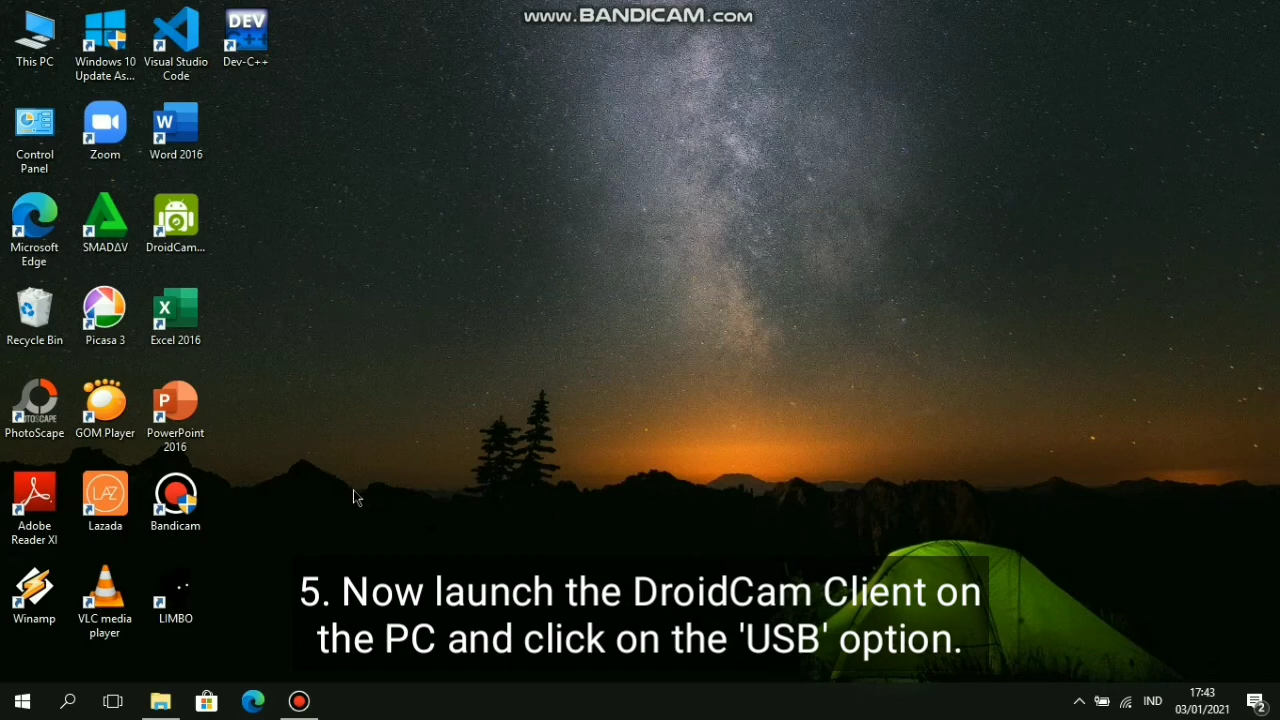 www.BANDICAM.com
This PC
Windows 10
Update As...
Visual Studio
Code
DEV
C++
Dev-C++
Control
Panel
Zoom
W
Word 2016
Microsoft
Edge
SMADΔV
DroidCam...
Recycle Bin
Picasa 3
X
Excel 2016
PhotoScape
GOM Player
P
PowerPoint
2016
Adobe
Reader XI
LAZ
Lazada
Bandicam
Winamp
VLC media
player
LIMBO
5. Now launch the DroidCam Client on
the PC and click on the 'USB' option.
IND
17:43
03/01/2021
2